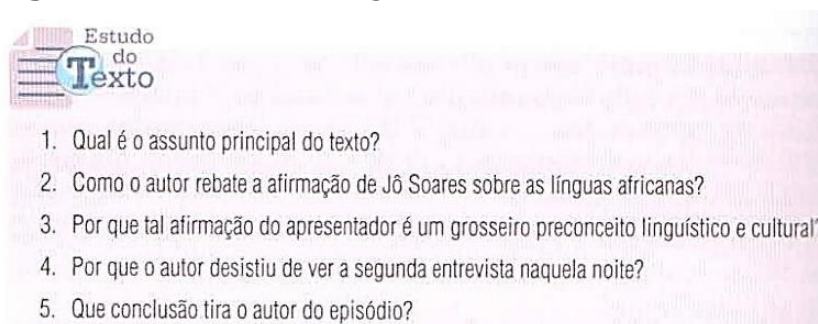 Estudo
do
Texto
1. Qual é o assunto principal do texto?
2. Como o autor rebate a afirmação de Jô Soares sobre as línguas africanas?
3. Por que tal afirmação do apresentador é um grosseiro preconceito linguístico e cultural?
4. Por que o autor desistiu de ver a segunda entrevista naquela noite?
5. Que conclusão tira o autor do episódio?